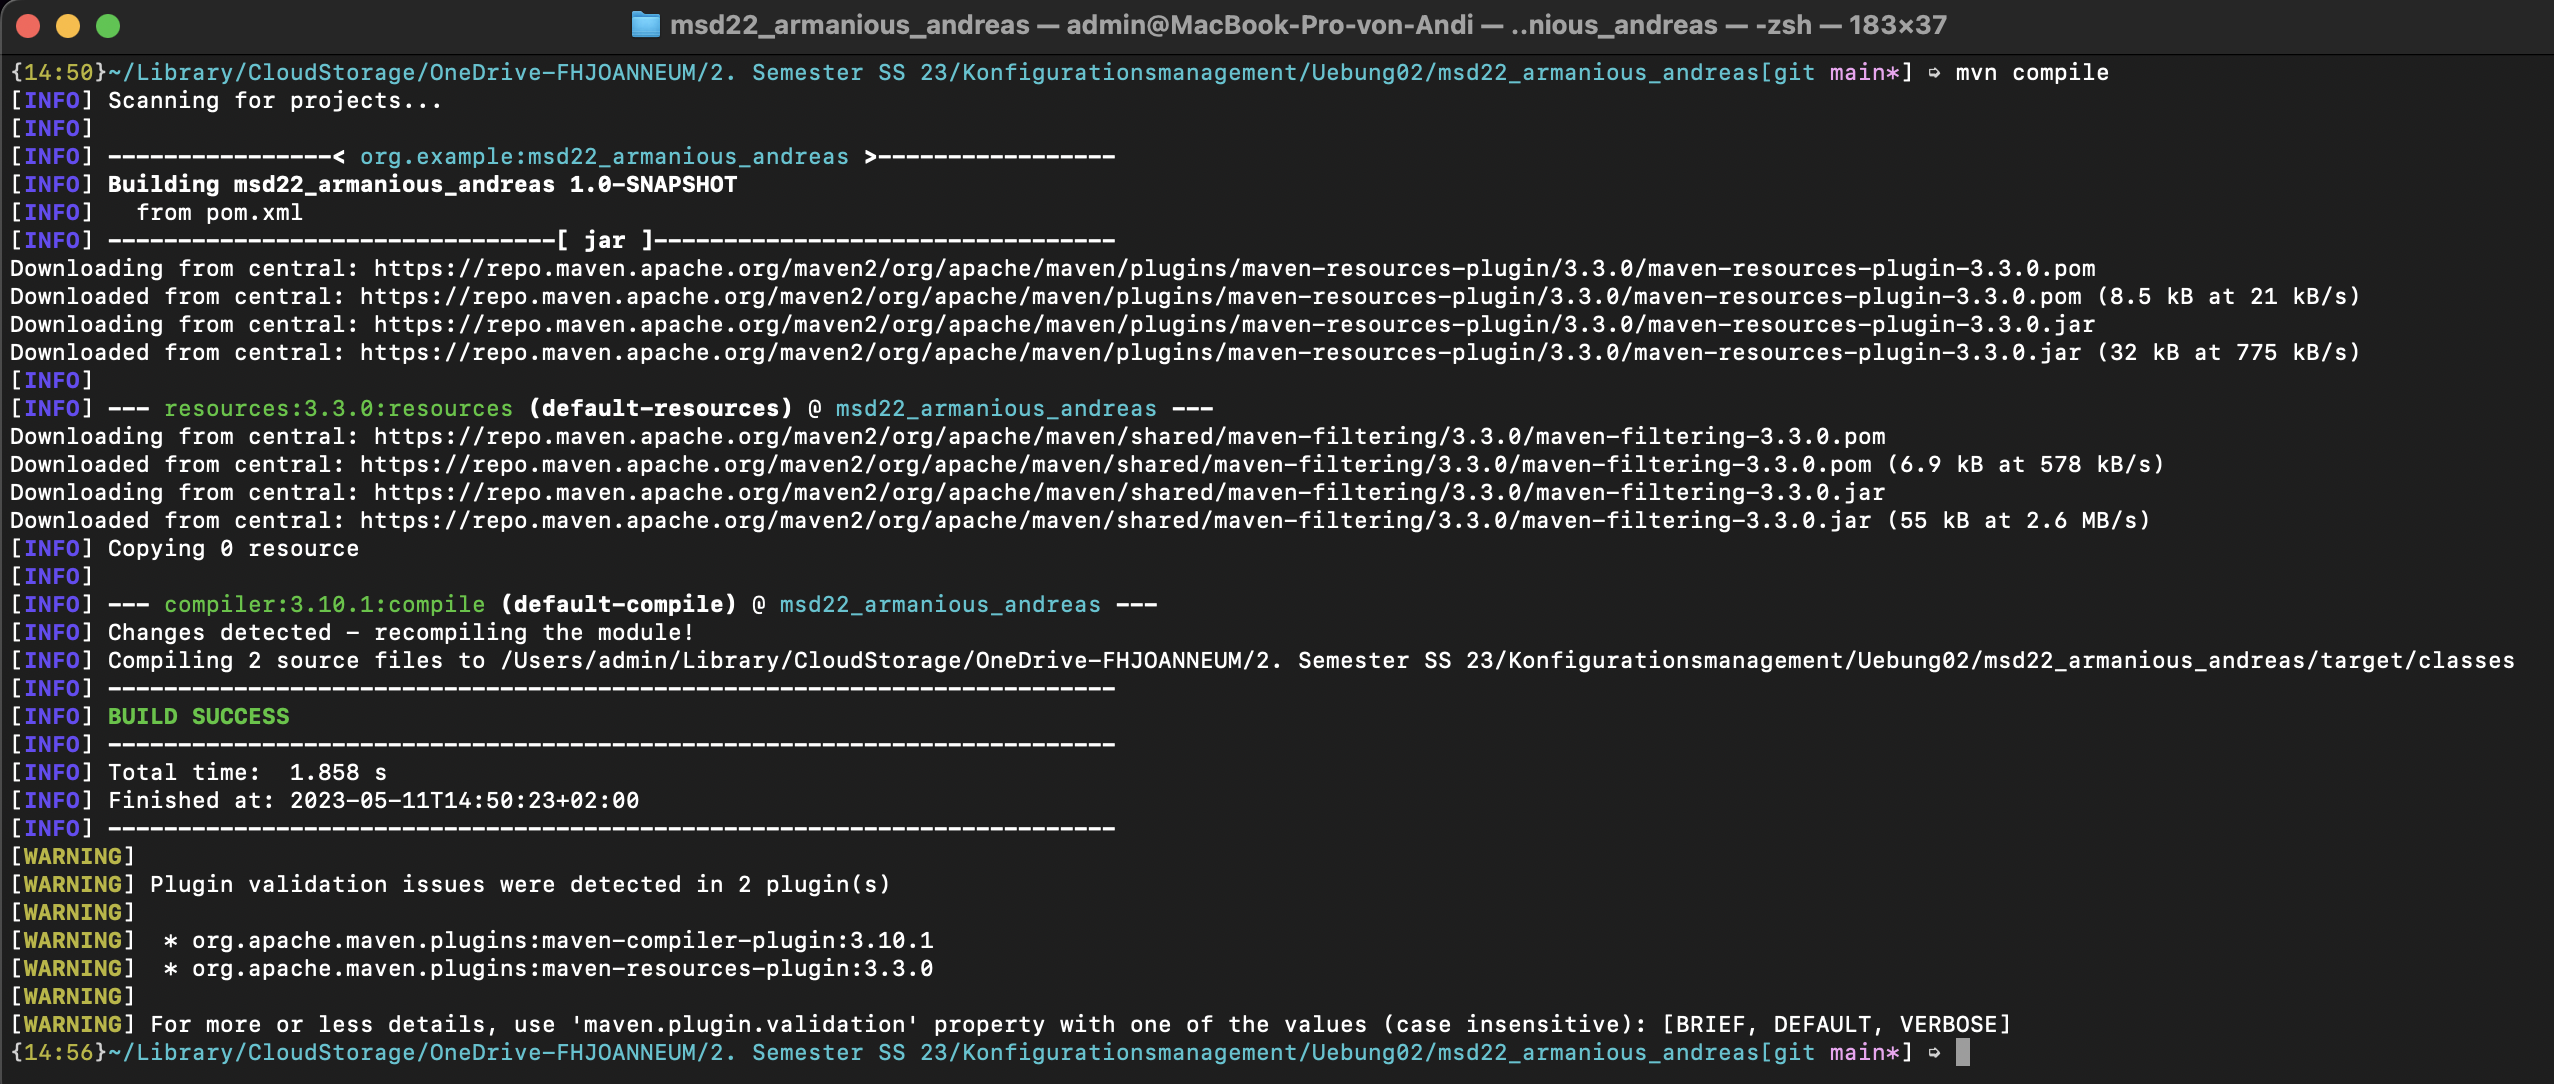 msd22_armanious_andreas — admin@MacBook-Pro-von-Andi — ..nious_andreas — -zsh — 183×37
{14:50}~/Library/CloudStorage/OneDrive-FHJOANNEUM/2. Semester SS 23/Konfigurationsmanagement/Uebung02/msd22_armanious_andreas[git main*] ➭ mvn compile
[INFO] Scanning for projects...
[INFO]
[INFO] ----------------< org.example:msd22_armanious_andreas >-----------------
[INFO] Building msd22_armanious_andreas 1.0-SNAPSHOT
[INFO]   from pom.xml
[INFO] --------------------------------[ jar ]---------------------------------
Downloading from central: https://repo.maven.apache.org/maven2/org/apache/maven/plugins/maven-resources-plugin/3.3.0/maven-resources-plugin-3.3.0.pom
Downloaded from central: https://repo.maven.apache.org/maven2/org/apache/maven/plugins/maven-resources-plugin/3.3.0/maven-resources-plugin-3.3.0.pom (8.5 kB at 21 kB/s)
Downloading from central: https://repo.maven.apache.org/maven2/org/apache/maven/plugins/maven-resources-plugin/3.3.0/maven-resources-plugin-3.3.0.jar
Downloaded from central: https://repo.maven.apache.org/maven2/org/apache/maven/plugins/maven-resources-plugin/3.3.0/maven-resources-plugin-3.3.0.jar (32 kB at 775 kB/s)
[INFO]
[INFO] --- resources:3.3.0:resources (default-resources) @ msd22_armanious_andreas ---
Downloading from central: https://repo.maven.apache.org/maven2/org/apache/maven/shared/maven-filtering/3.3.0/maven-filtering-3.3.0.pom
Downloaded from central: https://repo.maven.apache.org/maven2/org/apache/maven/shared/maven-filtering/3.3.0/maven-filtering-3.3.0.pom (6.9 kB at 578 kB/s)
Downloading from central: https://repo.maven.apache.org/maven2/org/apache/maven/shared/maven-filtering/3.3.0/maven-filtering-3.3.0.jar
Downloaded from central: https://repo.maven.apache.org/maven2/org/apache/maven/shared/maven-filtering/3.3.0/maven-filtering-3.3.0.jar (55 kB at 2.6 MB/s)
[INFO] Copying 0 resource
[INFO]
[INFO] --- compiler:3.10.1:compile (default-compile) @ msd22_armanious_andreas ---
[INFO] Changes detected - recompiling the module!
[INFO] Compiling 2 source files to /Users/admin/Library/CloudStorage/OneDrive-FHJOANNEUM/2. Semester SS 23/Konfigurationsmanagement/Uebung02/msd22_armanious_andreas/target/classes
[INFO] ------------------------------------------------------------------------
[INFO] BUILD SUCCESS
[INFO] ------------------------------------------------------------------------
[INFO] Total time:  1.858 s
[INFO] Finished at: 2023-05-11T14:50:23+02:00
[INFO] ------------------------------------------------------------------------
[WARNING]
[WARNING] Plugin validation issues were detected in 2 plugin(s)
[WARNING]
[WARNING]  * org.apache.maven.plugins:maven-compiler-plugin:3.10.1
[WARNING]  * org.apache.maven.plugins:maven-resources-plugin:3.3.0
[WARNING]
[WARNING] For more or less details, use 'maven.plugin.validation' property with one of the values (case insensitive): [BRIEF, DEFAULT, VERBOSE]
{14:56}~/Library/CloudStorage/OneDrive-FHJOANNEUM/2. Semester SS 23/Konfigurationsmanagement/Uebung02/msd22_armanious_andreas[git main*] ➭